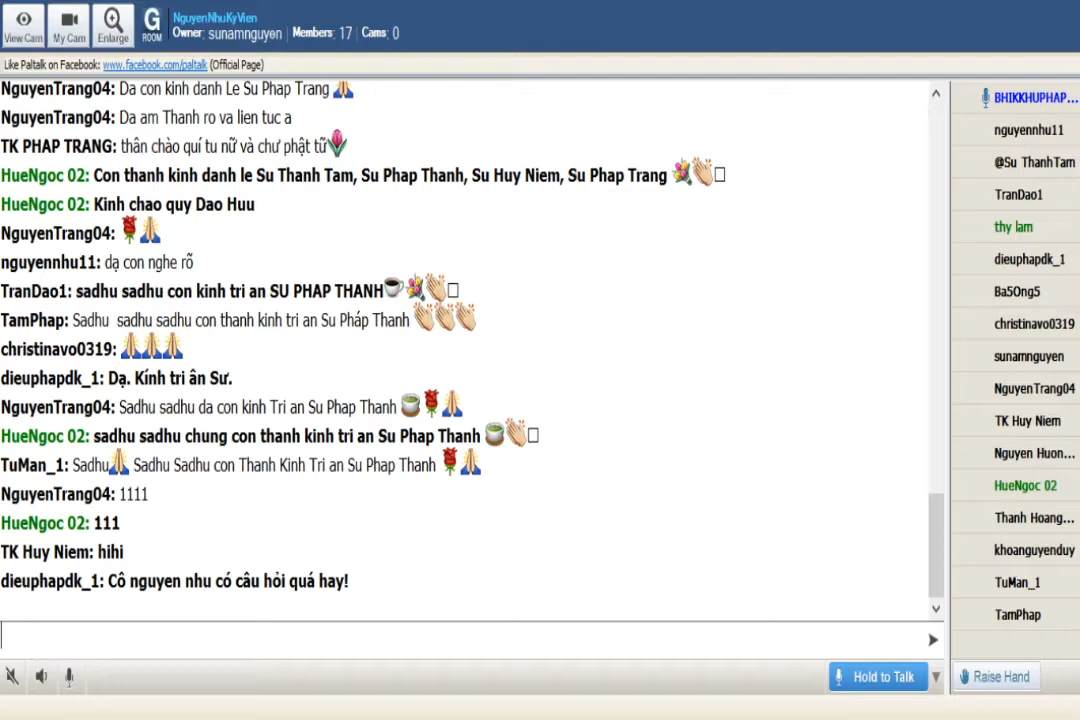 View Cam My Cam Enlarge G ROOM
NguyenNhuKyVien
Owner: sunamnguyen Members: 17 Cams: 0
Like Paltalk on Facebook: www.facebook.com/paltalk (Official Page)
NguyenTrang04: Da con kinh danh Le Su Phap Trang 🙏
NguyenTrang04: Da am Thanh ro va lien tuc a
TK PHAP TRANG: thân chào quí tu nữ và chư phật tử🌷
HueNgoc 02: Con thanh kinh danh le Su Thanh Tam, Su Phap Thanh, Su Huy Niem, Su Phap Trang 💐👏
HueNgoc 02: Kinh chao quy Dao Huu
NguyenTrang04: 🌹🙏
nguyennhu11: dạ con nghe rõ
TranDao1: sadhu sadhu con kinh tri an SU PHAP THANH☕💐👏
TamPhap: Sadhu sadhu sadhu con thanh kinh tri an Su Pháp Thanh 👏👏👏
christinavo0319: 🙏🙏🙏
dieuphapdk_1: Dạ. Kính tri ân Sư.
NguyenTrang04: Sadhu sadhu da con kinh Tri an Su Phap Thanh 🍵🌹🙏
HueNgoc 02: sadhu sadhu chung con thanh kinh tri an Su Phap Thanh 🍵👏
TuMan_1: Sadhu🙏 Sadhu Sadhu con Thanh Kinh Tri an Su Phap Thanh 🌹🙏
NguyenTrang04: 1111
HueNgoc 02: 111
TK Huy Niem: hihi
dieuphapdk_1: Cô nguyen nhu có câu hỏi quá hay!
BHIKKHUPHAP...
nguyennhu11
@Su ThanhTam
TranDao1
thy lam
dieuphapdk_1
Ba5Ong5
christinavo0319
sunamnguyen
NguyenTrang04
TK Huy Niem
Nguyen Huon...
HueNgoc 02
Thanh Hoang...
khoanguyenduy
TuMan_1
TamPhap
Hold to Talk
Raise Hand